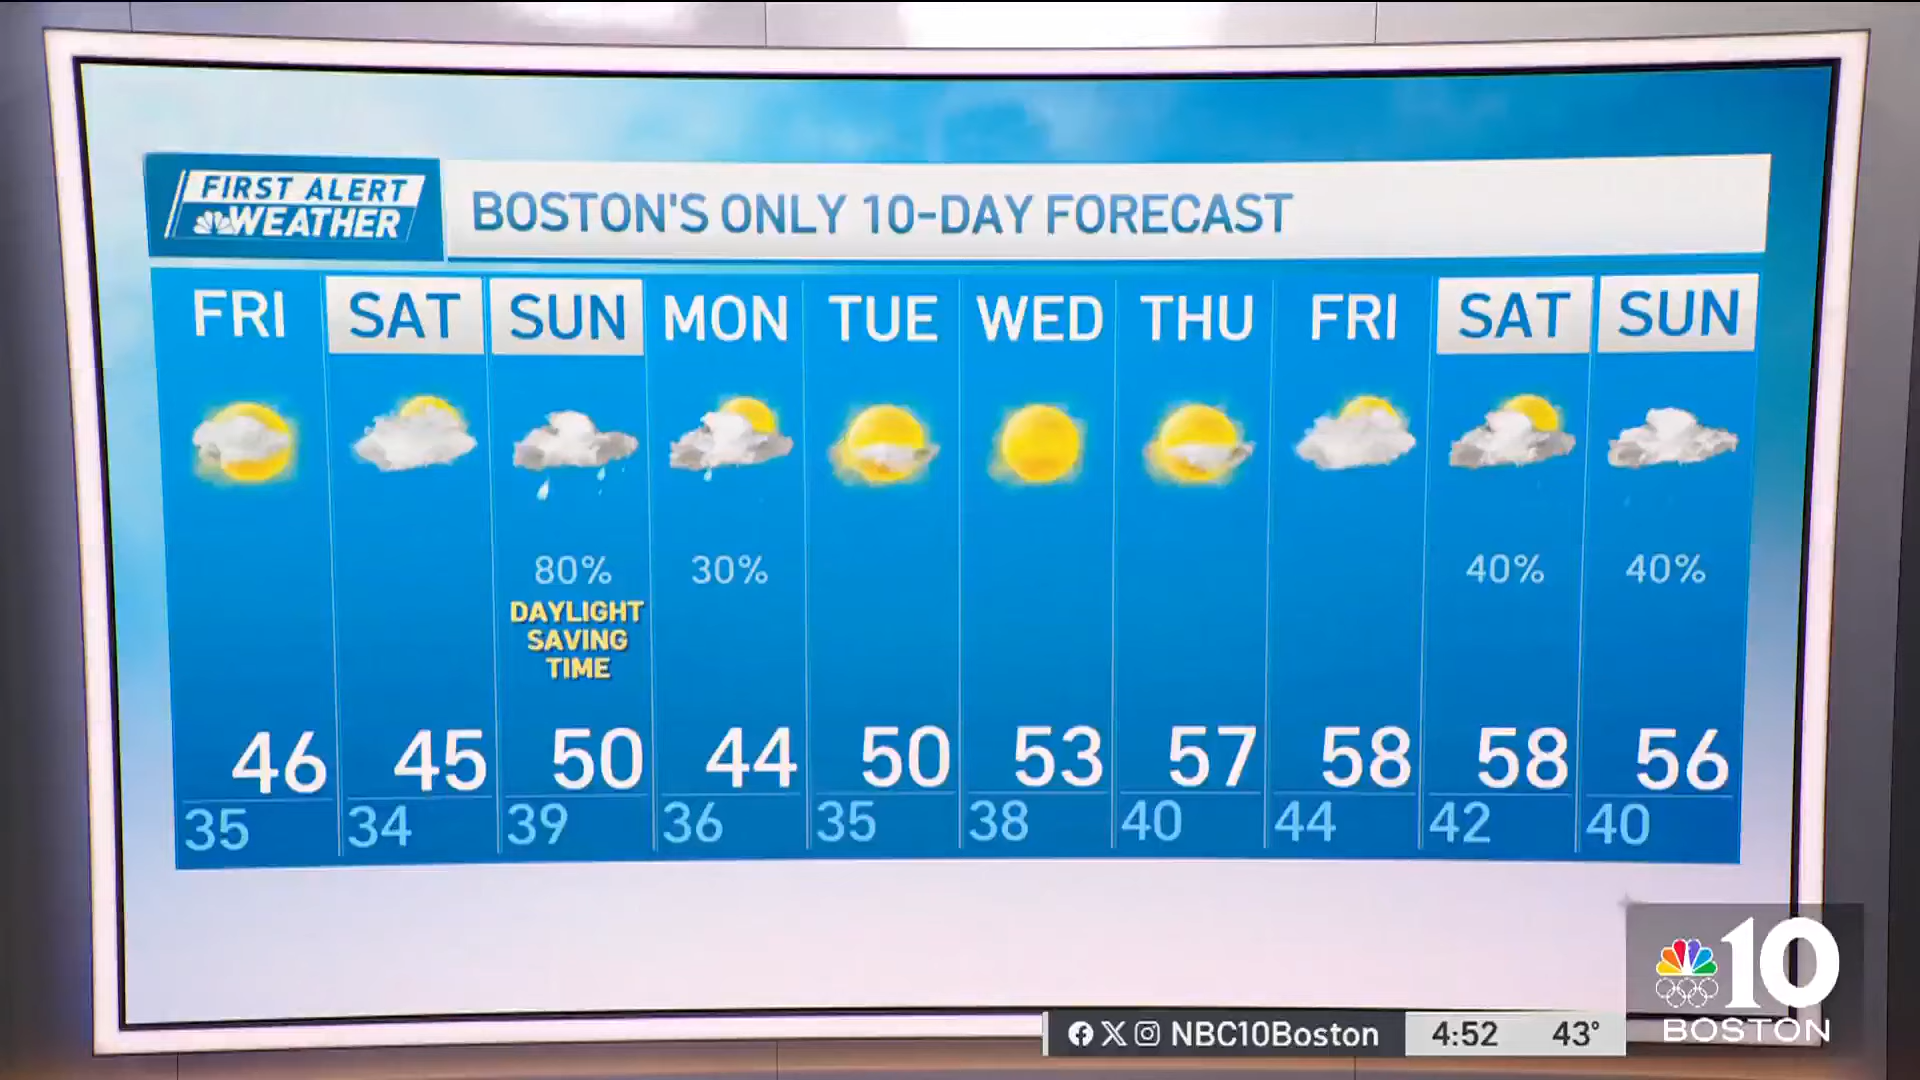 FIRST ALERT
WEATHER
BOSTON'S ONLY 10-DAY FORECAST
FRI SAT SUN MON TUE WED THU FRI SAT SUN
80% 30% 40% 40%
DAYLIGHT
SAVING
TIME
46 45 50 44 50 53 57 58 58 56
35 34 39 36 35 38 40 44 42 40
10
BOSTON
NBC10Boston 4:52 43°